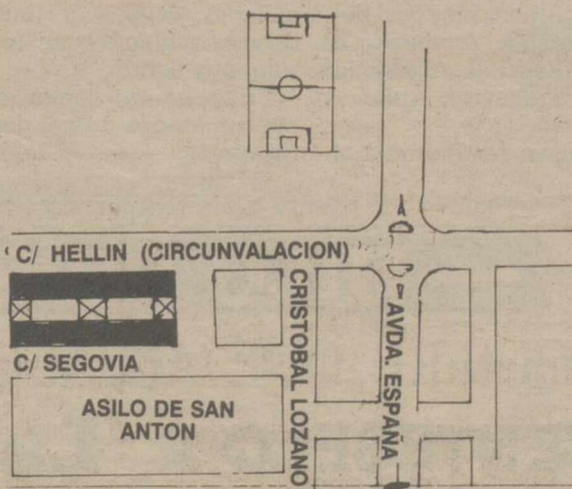 C/ HELLIN (CIRCUNVALACION)
C/ SEGOVIA
ASILO DE SAN
ANTON
CRISTOBAL LOZANO
AVDA. ESPAÑA